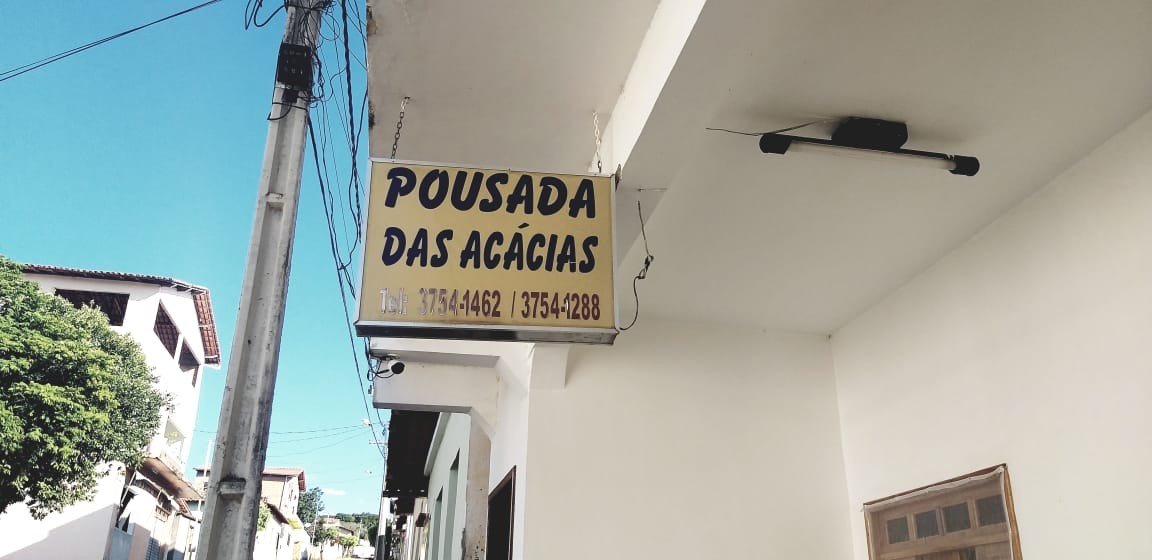 POUSADA
DAS ACÁCIAS
Tel: 3754-1462 / 3754-1288